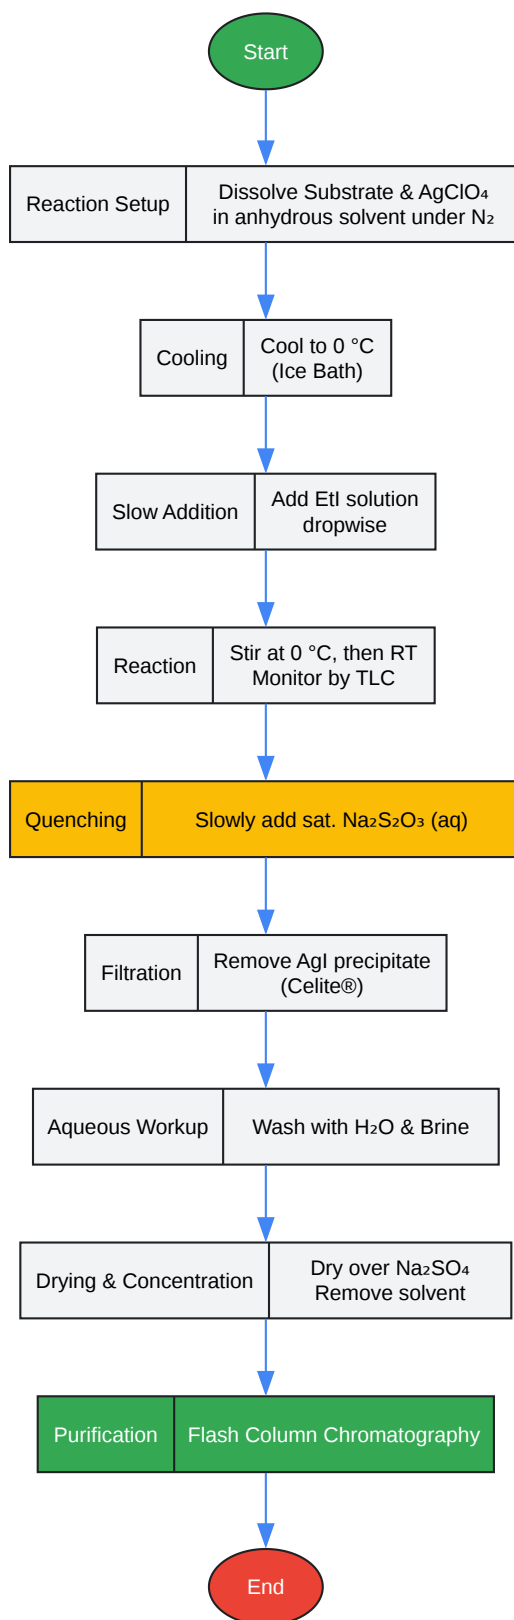 Start
Reaction Setup
Dissolve Substrate & AgClO₄
in anhydrous solvent under N₂
Cooling
Cool to 0 °C
(Ice Bath)
Slow Addition
Add EtI solution
dropwise
Reaction
Stir at 0 °C, then RT
Monitor by TLC
Quenching
Slowly add sat. Na₂S₂O₃ (aq)
Filtration
Remove AgI precipitate
(Celite®)
Aqueous Workup
Wash with H₂O & Brine
Drying & Concentration
Dry over Na₂SO₄
Remove solvent
Purification
Flash Column Chromatography
End